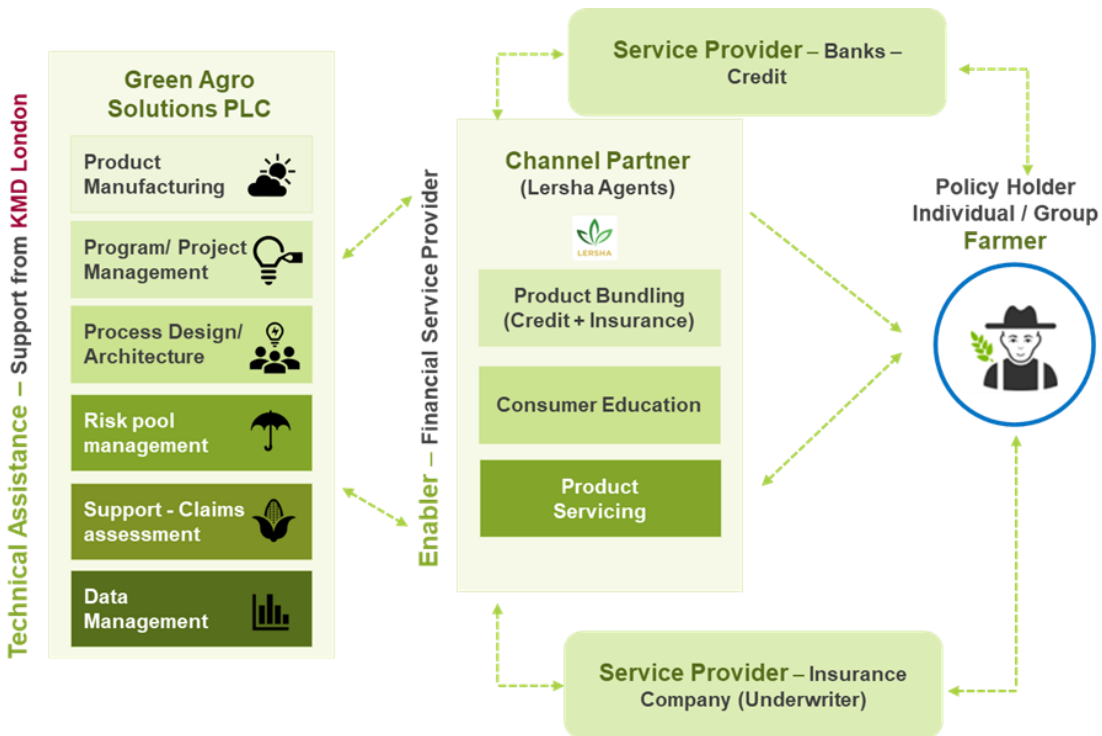 Technical Assistance – Support from KMD London
Green Agro
Solutions PLC
Product
Manufacturing
Program/ Project
Management
Process Design/
Architecture
Risk pool
management
Support - Claims
assessment
Data
Management
Enabler – Financial Service Provider
Service Provider – Banks –
Credit
Channel Partner
(Lersha Agents)
LERSHA
Product Bundling
(Credit + Insurance)
Consumer Education
Product
Servicing
Service Provider – Insurance
Company (Underwriter)
Policy Holder
Individual / Group
Farmer